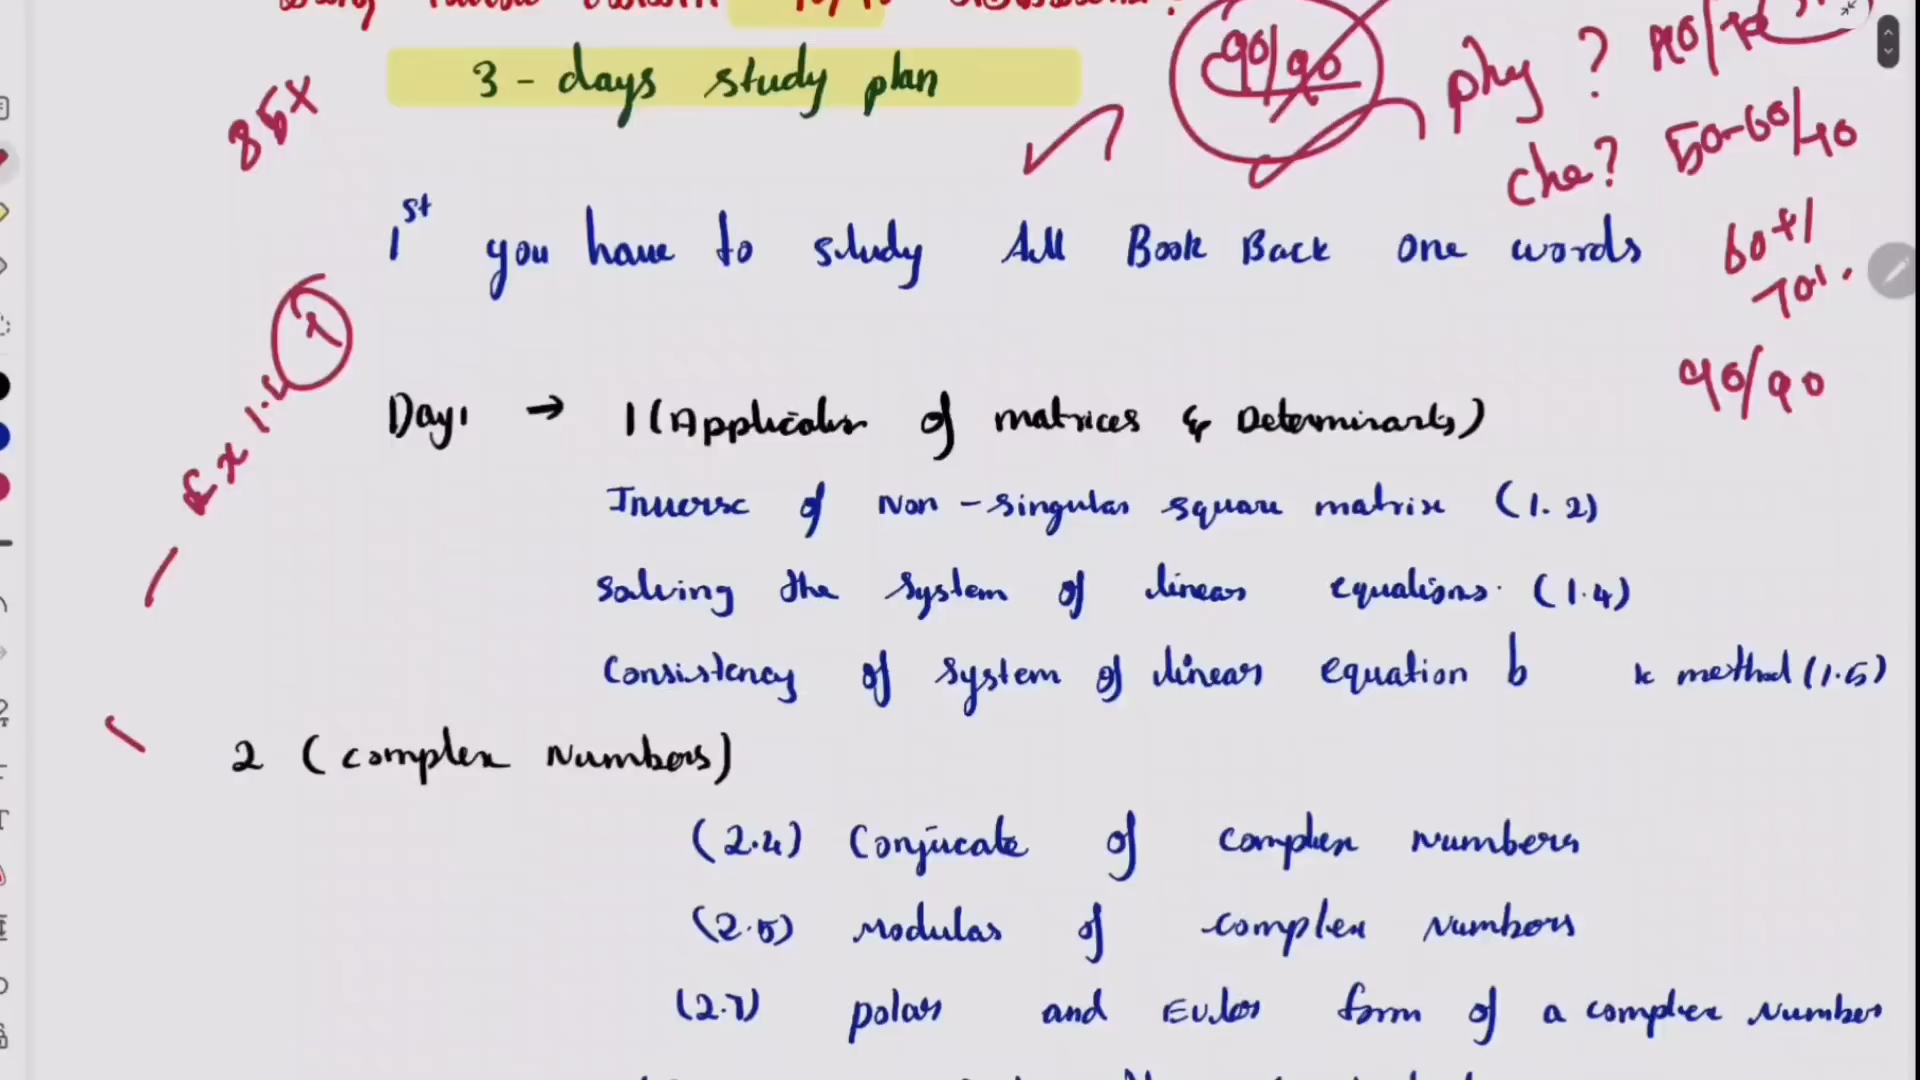 3 - days study plan
90/90
phy ?
che?
50-60/40
85x
1st you have to study All Book Back one words
60+1
701.
90/90
Ex 1.
Day1 → 1 (Application of matrices & Determinants)
Inverse of Non - singular square matrix (1.2)
Solving the system of linear equations. (1.4)
Consistency of system of linear equation b k method (1.5)
2 (complex Numbers)
(2.4) Conjucate of complex Numbers
(2.5) Modulas of complex Numbers
(2.7) polar and Euler form of a complex Number